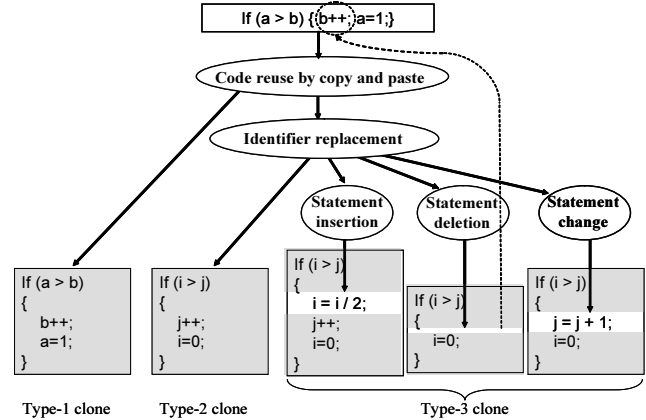 If (a > b) {b++; a=1;}
Code reuse by copy and paste
Identifier replacement
Statement
insertion
Statement
deletion
Statement
change
If (a > b)
{
b++;
a=1;
}
If (i > j)
{
j++;
i=0;
}
If (i > j)
{
i = i / 2;
j++;
i=0;
}
If (i > j)
{
i=0;
}
If (i > j)
{
j = j + 1;
i=0;
}
Type-1 clone
Type-2 clone
Type-3 clone